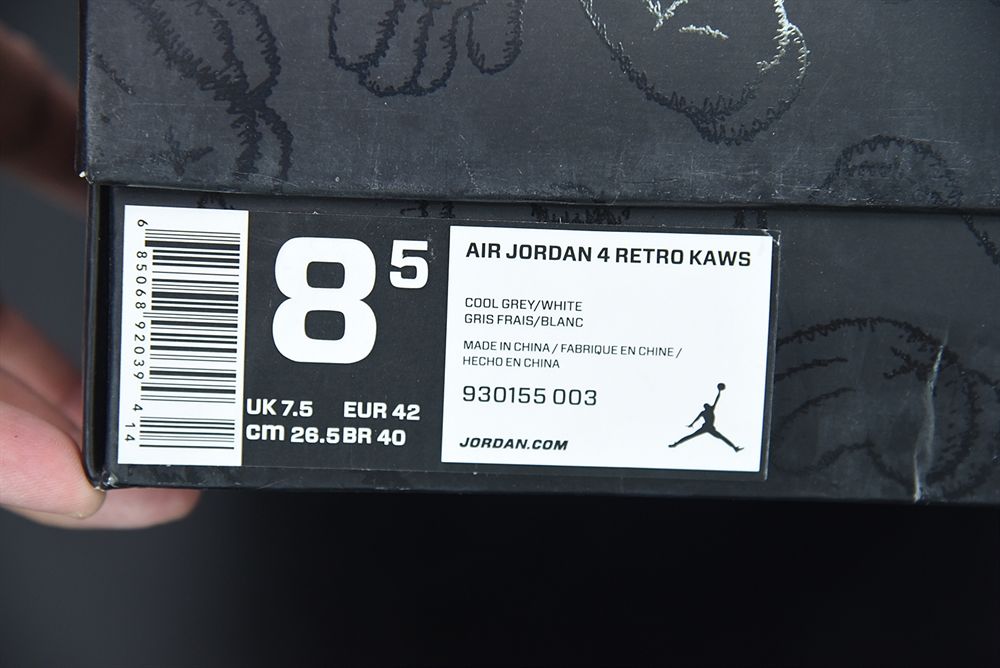 6 85068 92039 4 14
8 5
UK 7.5 EUR 42
cm 26.5 BR 40
AIR JORDAN 4 RETRO KAWS
COOL GREY/WHITE
GRIS FRAIS/BLANC
MADE IN CHINA / FABRIQUE EN CHINE /
HECHO EN CHINA
930155 003
JORDAN.COM